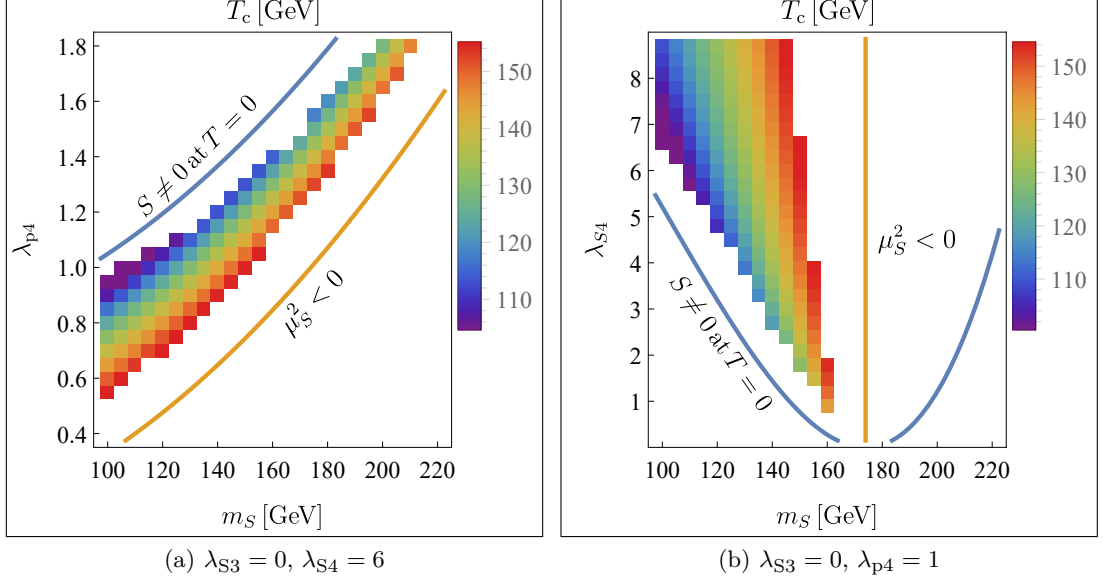 T_c [GeV]
1.8
1.6
1.4
1.2
1.0
0.8
0.6
0.4
λ_p4
S ≠ 0 at T = 0
μ_S^2 < 0
150
140
130
120
110
100 120 140 160 180 200 220
m_S [GeV]
(a) λ_S3 = 0, λ_S4 = 6
T_c [GeV]
8
7
6
5
4
3
2
1
λ_S4
S ≠ 0 at T = 0
μ_S^2 < 0
150
140
130
120
110
100 120 140 160 180 200 220
m_S [GeV]
(b) λ_S3 = 0, λ_p4 = 1